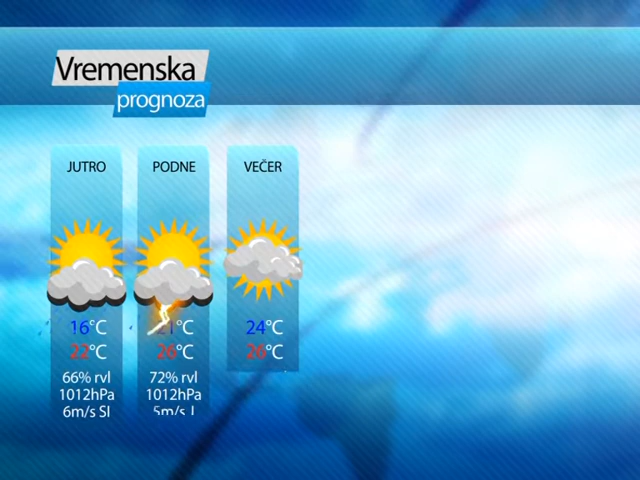 Vremenska
prognoza
JUTRO
16°C
22°C
66% rvl
1012hPa
6m/s SI
PODNE
21°C
26°C
72% rvl
1012hPa
5m/s J
VEČER
24°C
26°C